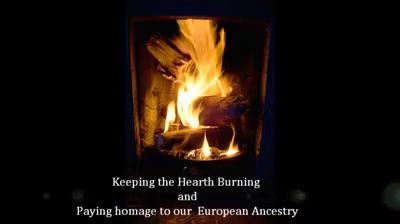 Keeping the Hearth Burning
and
Paying homage to our European Ancestry